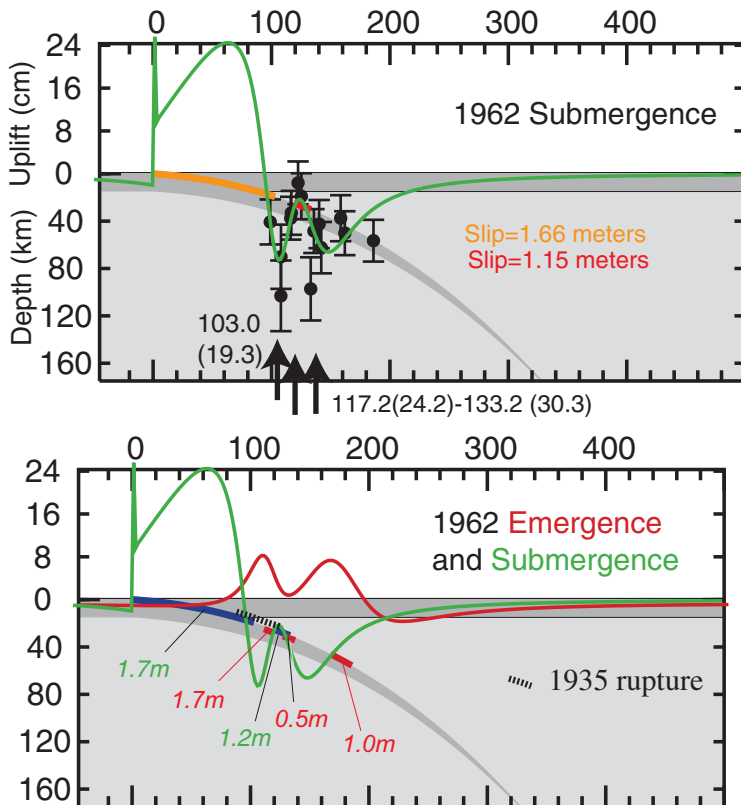 0 100 200 300 400
24
16
8
0
40
80
120
160
Uplift (cm)
Depth (km)
1962 Submergence
Slip=1.66 meters
Slip=1.15 meters
103.0
(19.3)
117.2(24.2)-133.2 (30.3)
0 100 200 300 400
24
16
8
0
40
80
120
160
1962 Emergence
and Submergence
1.7m
1.7m
1.2m
0.5m
1.0m
1935 rupture